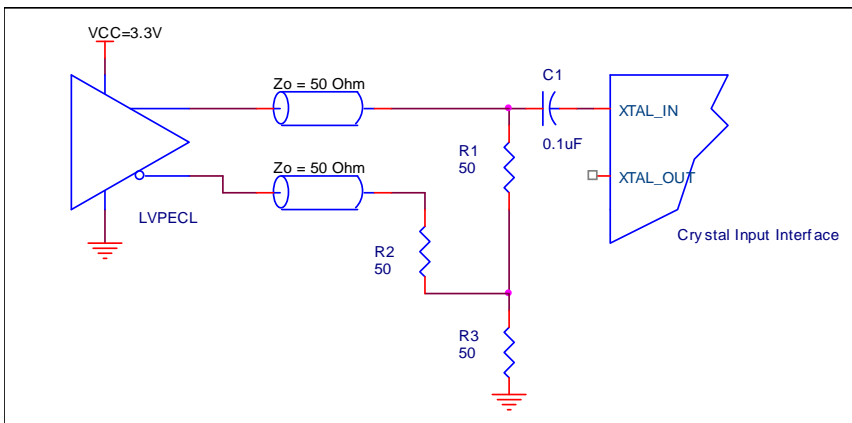 VCC=3.3V
Zo = 50 Ohm
C1
0.1uF
XTAL_IN
R1
50
Zo = 50 Ohm
XTAL_OUT
LVPECL
Crystal Input Interface
R2
50
R3
50